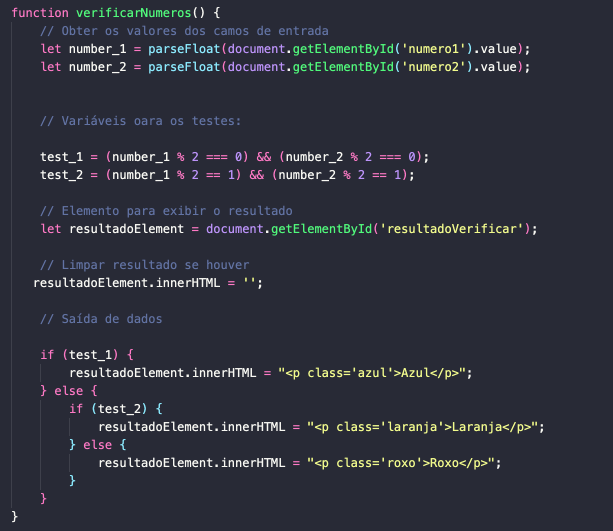 function verificarNumeros() {
// Obter os valores dos camos de entrada
let number_1 = parseFloat(document.getElementById('numero1').value);
let number_2 = parseFloat(document.getElementById('numero2').value);
// Variáveis oara os testes:
test_1 = (number_1 % 2 === 0) && (number_2 % 2 === 0);
test_2 = (number_1 % 2 == 1) && (number_2 % 2 == 1);
// Elemento para exibir o resultado
let resultadoElement = document.getElementById('resultadoVerificar');
// Limpar resultado se houver
resultadoElement.innerHTML = '';
// Saída de dados
if (test_1) {
resultadoElement.innerHTML = "<p class='azul'>Azul</p>";
} else {
if (test_2) {
resultadoElement.innerHTML = "<p class='laranja'>Laranja</p>";
} else {
resultadoElement.innerHTML = "<p class='roxo'>Roxo</p>";
}
}
}